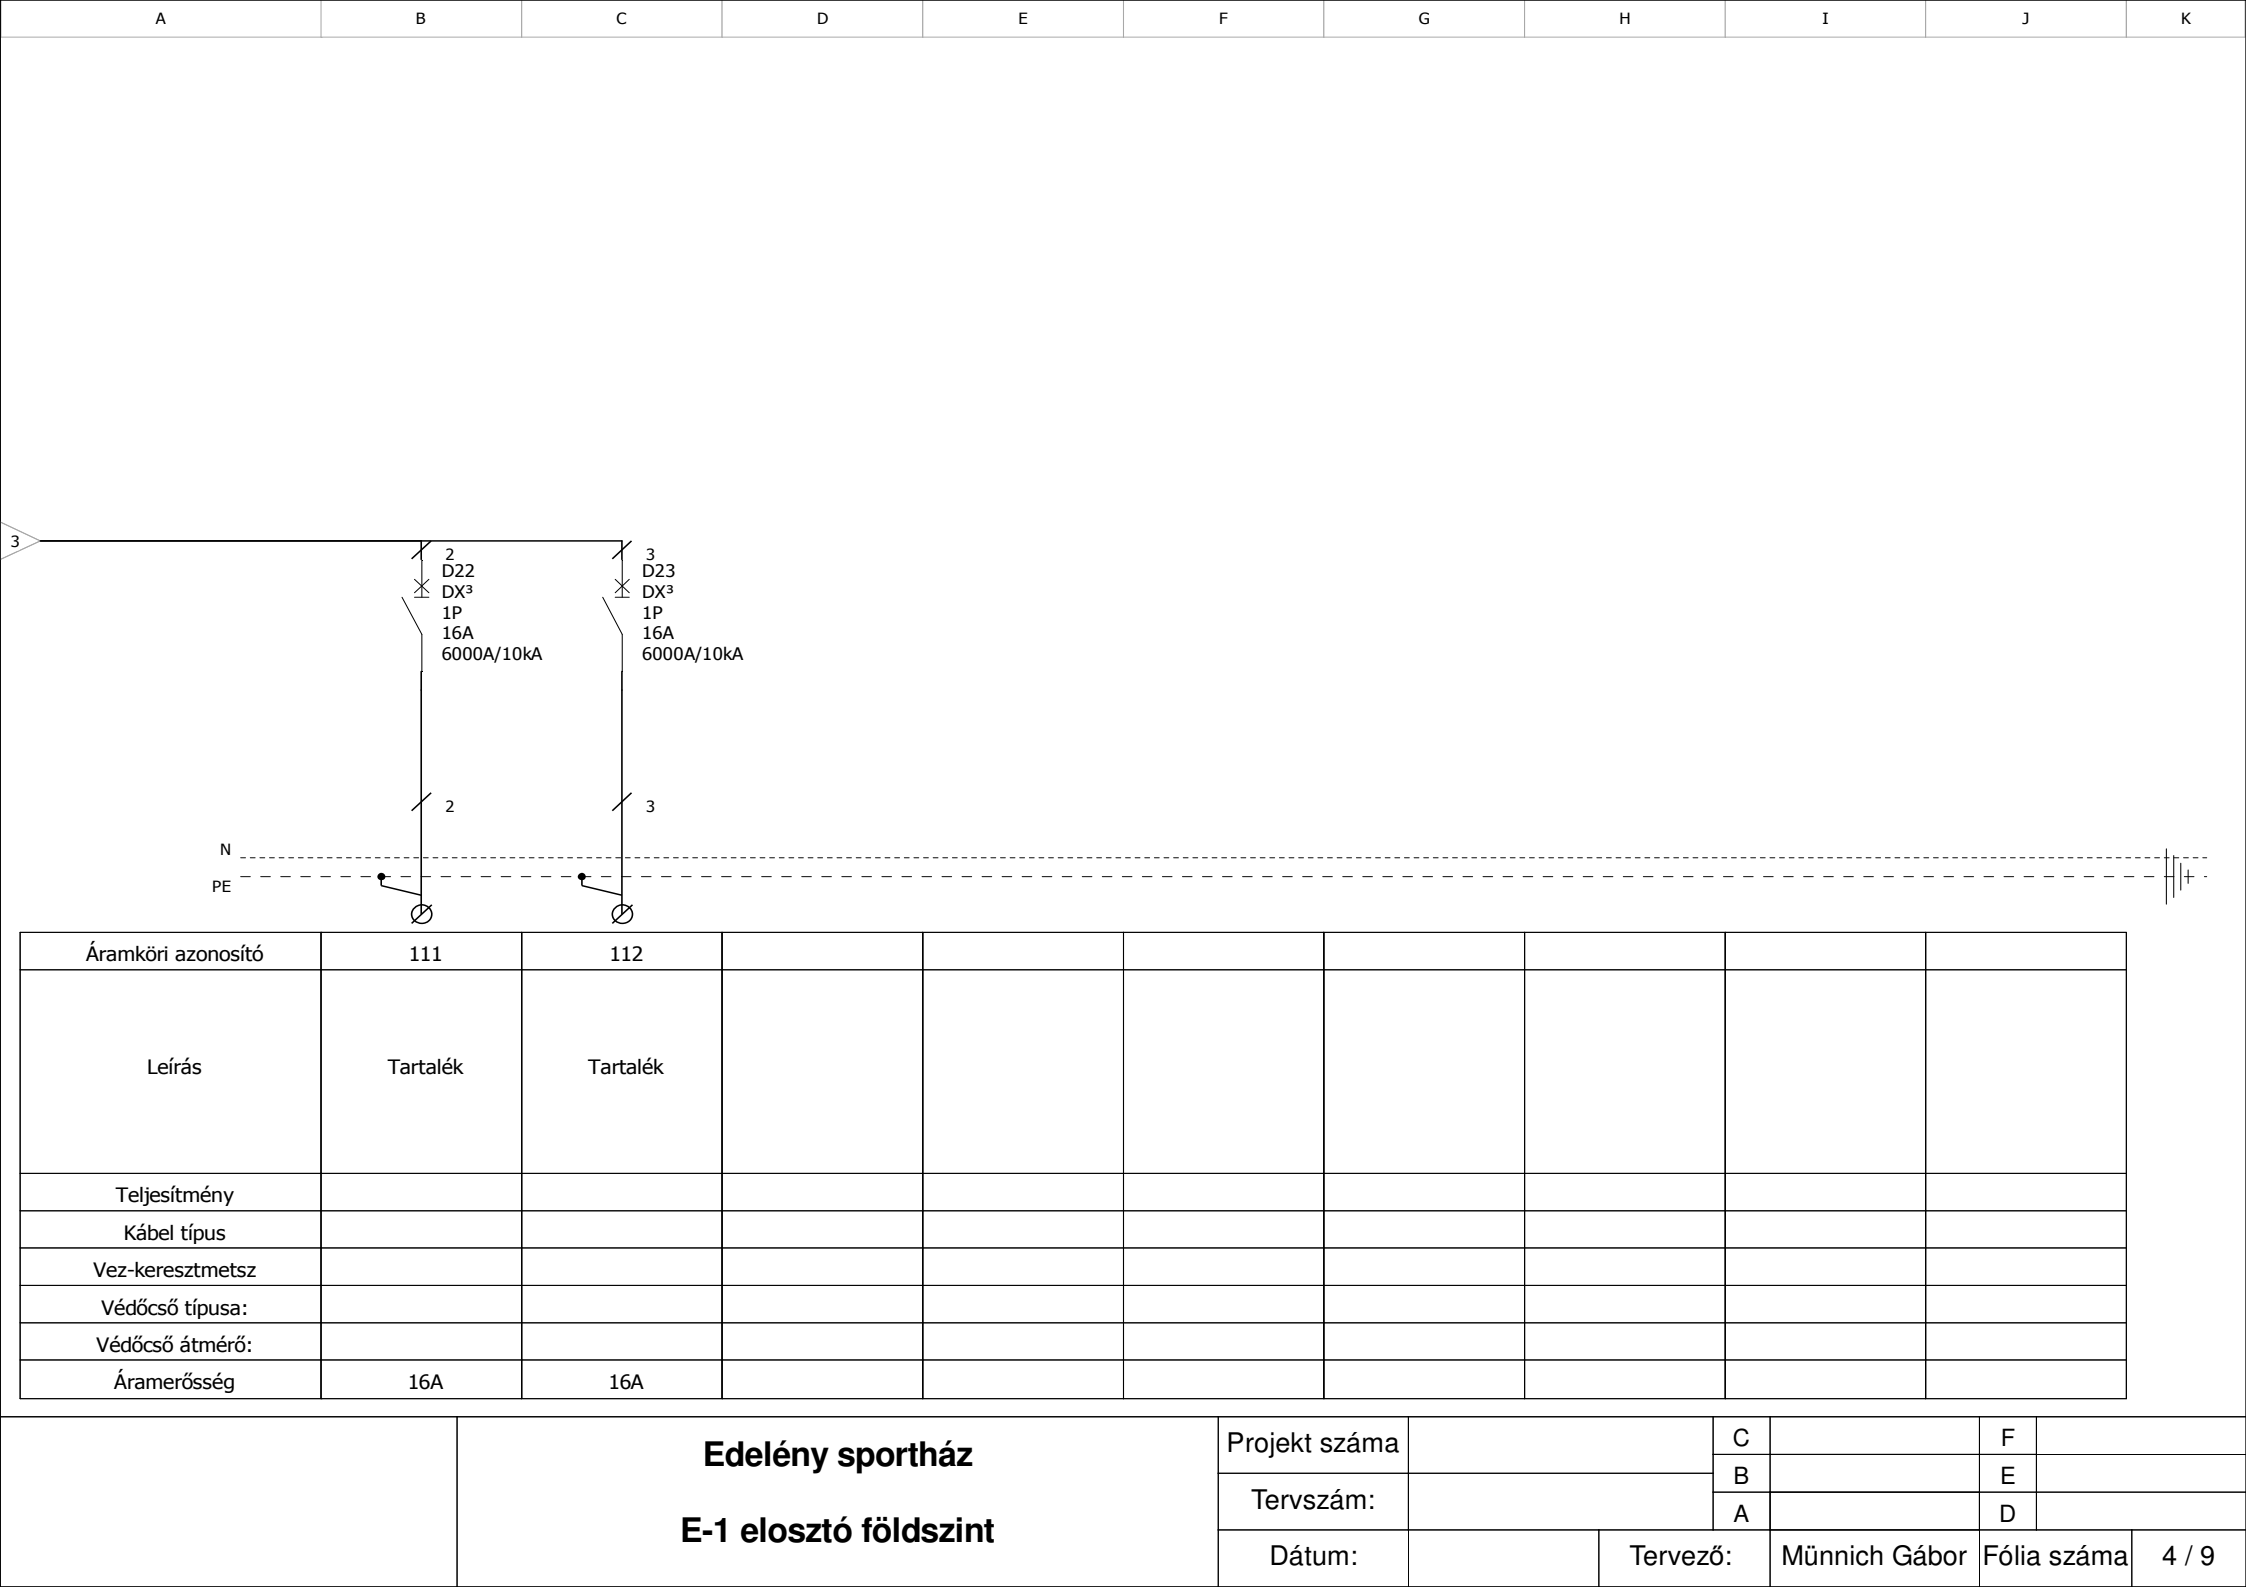 A B C D E F G H I J K
3
2 3
D22 D23
DX³ DX³
1P 1P
16A 16A
6000A/10kA 6000A/10kA
2 3
N
PE
Áramköri azonosító 111 112
Leírás Tartalék Tartalék
Teljesítmény
Kábel típus
Vez-keresztmetsz
Védőcső típusa:
Védőcső átmérő:
Áramerősség 16A 16A
Edelény sportház
E-1 elosztó földszint
Projekt száma
Tervszám:
C F
B E
A D
Dátum: Tervező: Münnich Gábor Fólia száma 4 / 9